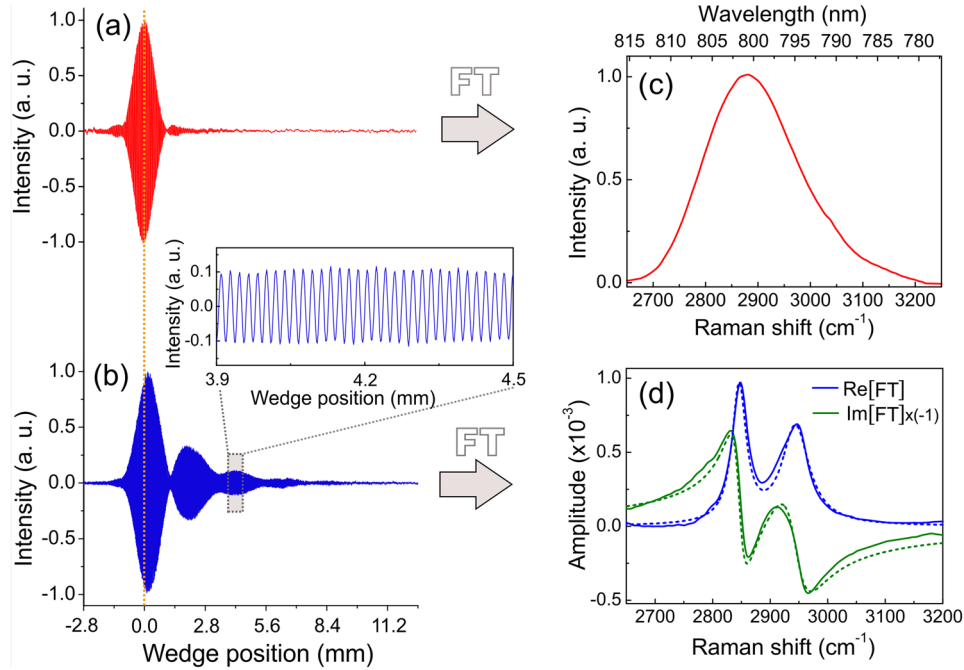 (a)
Intensity (a. u.)
1.0
0.5
0.0
-0.5
-1.0
FT
Wavelength (nm)
815 810 805 800 795 790 785 780
(c)
Intensity (a. u.)
1.0
0.5
0.0
2700 2800 2900 3000 3100 3200
Raman shift (cm⁻¹)
Intensity (a. u.)
0.1
0.0
-0.1
3.9 4.2 4.5
Wedge position (mm)
(b)
Intensity (a. u.)
1.0
0.5
0.0
-0.5
-1.0
-2.8 0.0 2.8 5.6 8.4 11.2
Wedge position (mm)
FT
(d)
Re[FT]
Im[FT]x(-1)
Amplitude (x10⁻³)
1.0
0.5
0.0
-0.5
2700 2800 2900 3000 3100 3200
Raman shift (cm⁻¹)